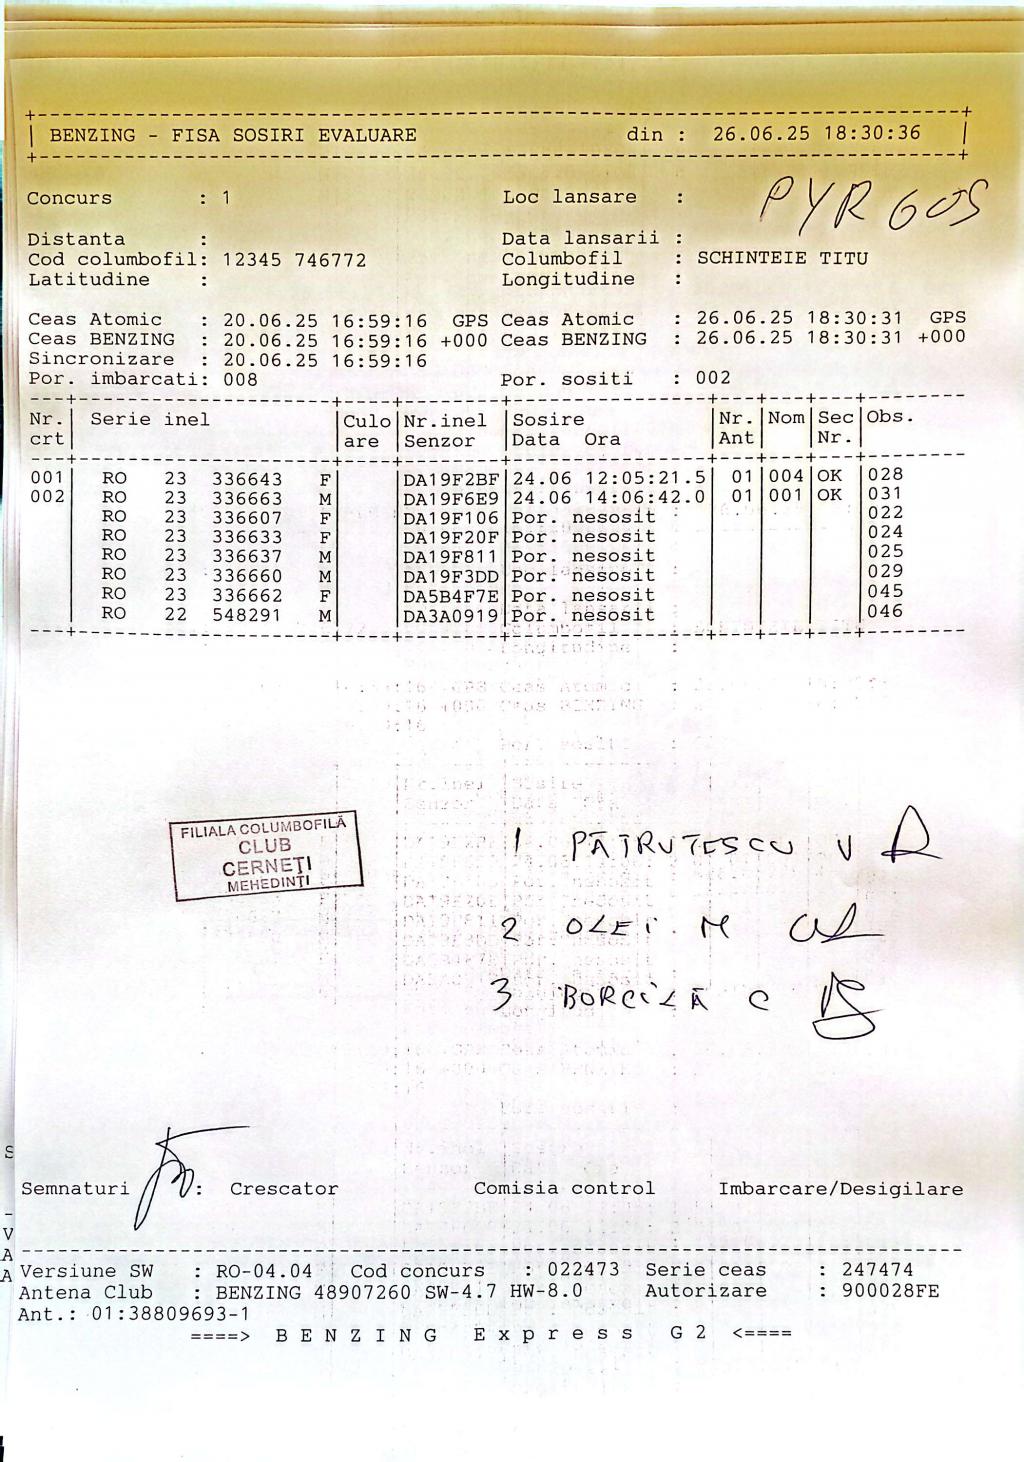 BENZING - FISA SOSIRI EVALUARE din : 26.06.25 18:30:36
Concurs : 1 Loc lansare : PYRGOS
Distanta : Data lansarii :
Cod columbofil: 12345 746772 Columbofil : SCHINTEIE TITU
Latitudine : Longitudine :
Ceas Atomic : 20.06.25 16:59:16 GPS Ceas Atomic : 26.06.25 18:30:31 GPS
Ceas BENZING : 20.06.25 16:59:16 +000 Ceas BENZING : 26.06.25 18:30:31 +000
Sincronizare : 20.06.25 16:59:16
Por. imbarcati: 008 Por. sositi : 002
Nr. Serie inel Culo Nr.inel Sosire Nr. Nom Sec Obs.
crt are Senzor Data Ora Ant Nr.
001 RO 23 336643 F DA19F2BF 24.06 12:05:21.5 01 004 OK 028
002 RO 23 336663 M DA19F6E9 24.06 14:06:42.0 01 001 OK 031
RO 23 336607 F DA19F106 Por. nesosit 022
RO 23 336633 F DA19F20F Por. nesosit 024
RO 23 336637 M DA19F811 Por. nesosit 025
RO 23 336660 M DA19F3DD Por. nesosit 029
RO 23 336662 F DA5B4F7E Por. nesosit 045
RO 22 548291 M DA3A0919 Por. nesosit 046
FILIALA COLUMBOFILĂ
CLUB
CERNEŢI
MEHEDINŢI
1 PĂTRUTESCU V
2 OLEI M
3 BORCILĂ C
Semnaturi : Crescator Comisia control Imbarcare/Desigilare
Versiune SW : RO-04.04 Cod concurs : 022473 Serie ceas : 247474
Antena Club : BENZING 48907260 SW-4.7 HW-8.0 Autorizare : 900028FE
Ant.: 01:38809693-1
====> B E N Z I N G E x p r e s s G 2 <====